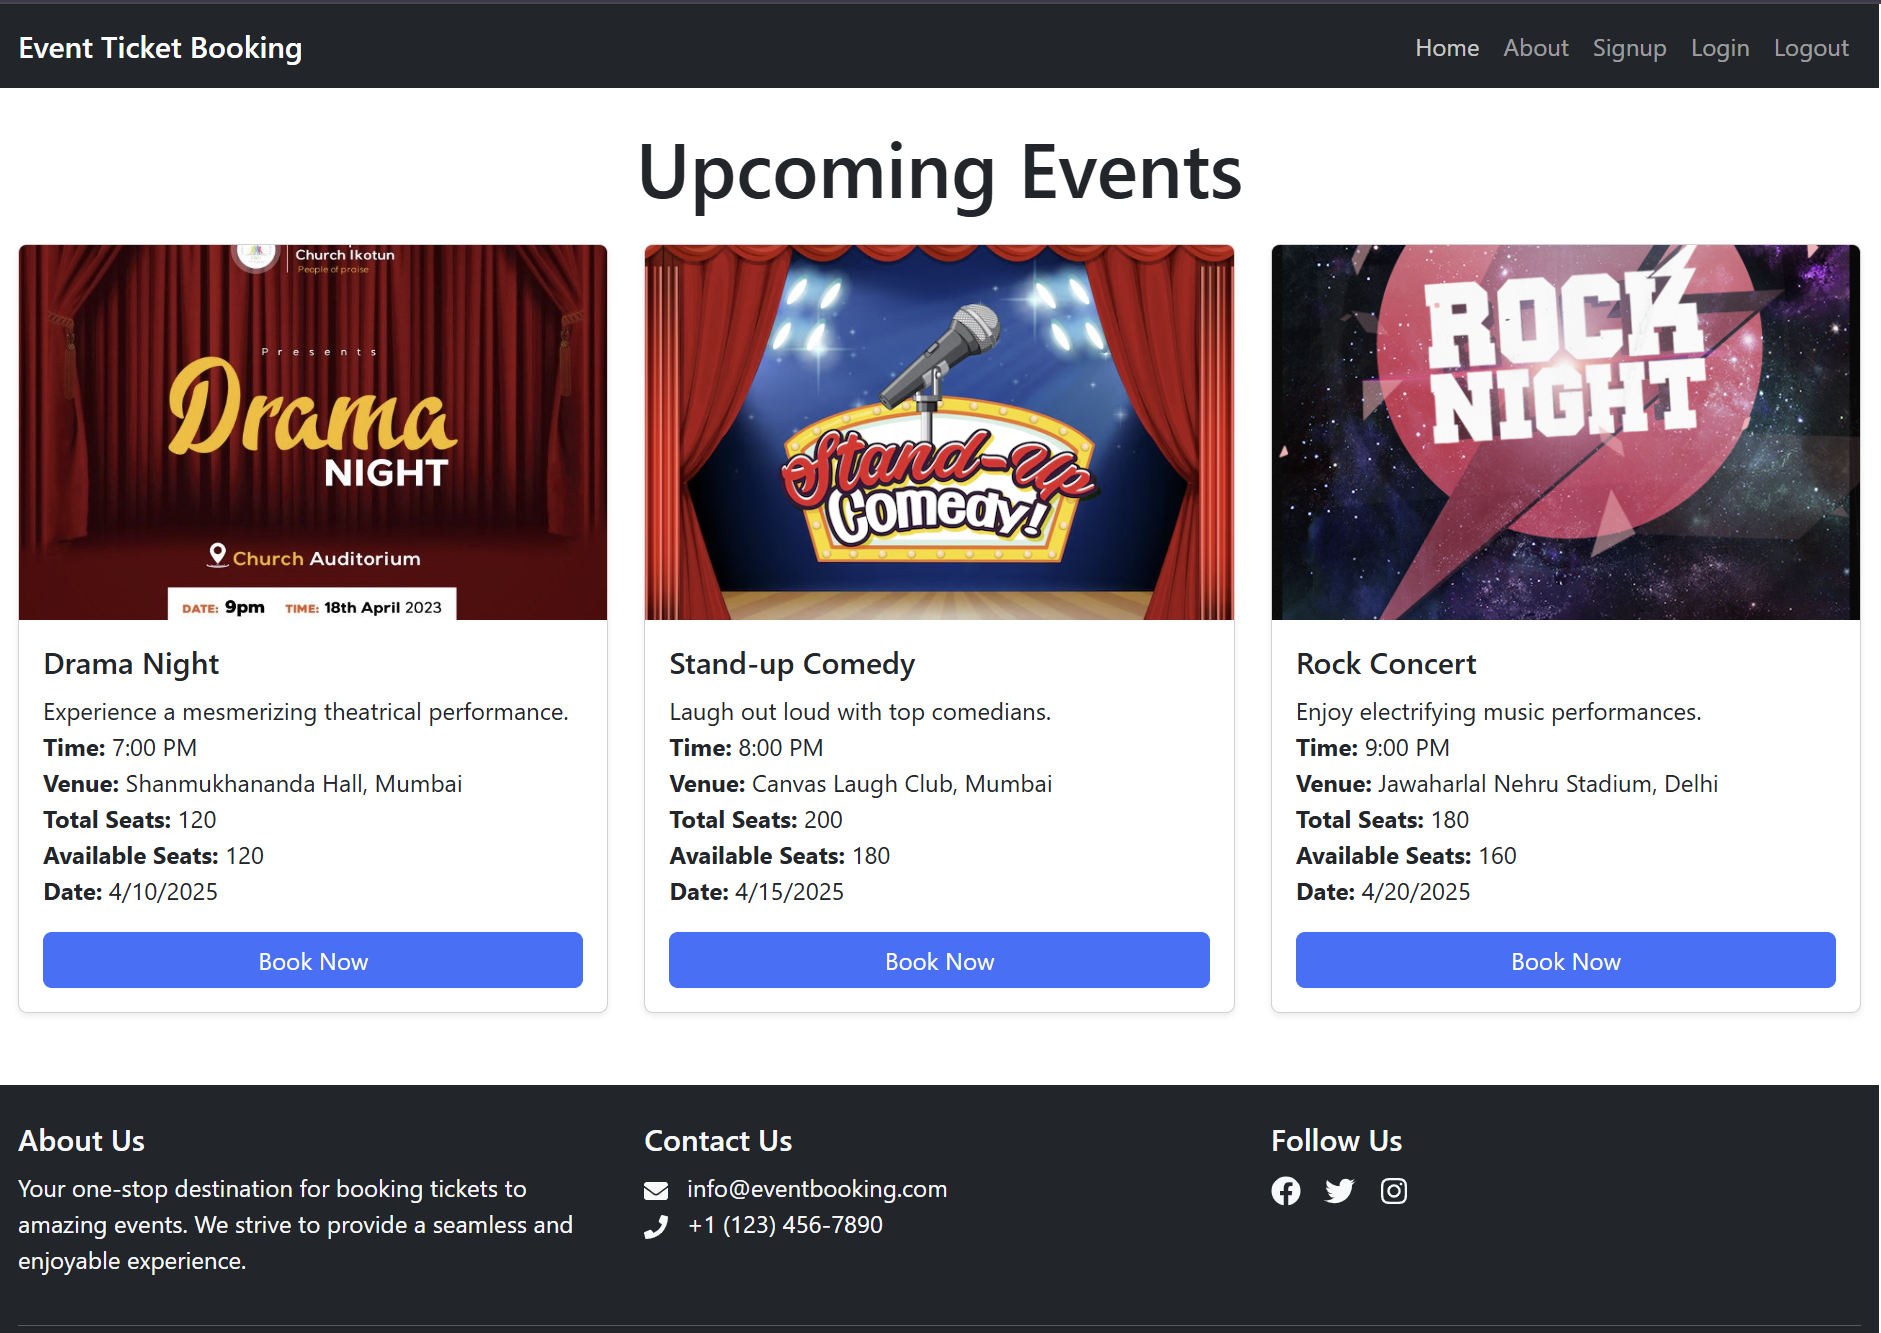 Event Ticket Booking
Home About Signup Login Logout
Upcoming Events
Church Ikotun
People of praise
Presents
Drama
NIGHT
Church Auditorium
DATE: 9pm TIME: 18th April 2023
Drama Night
Experience a mesmerizing theatrical performance.
Time: 7:00 PM
Venue: Shanmukhananda Hall, Mumbai
Total Seats: 120
Available Seats: 120
Date: 4/10/2025
Book Now
Stand-Up
Comedy!
Stand-up Comedy
Laugh out loud with top comedians.
Time: 8:00 PM
Venue: Canvas Laugh Club, Mumbai
Total Seats: 200
Available Seats: 180
Date: 4/15/2025
Book Now
ROCK
NIGHT
Rock Concert
Enjoy electrifying music performances.
Time: 9:00 PM
Venue: Jawaharlal Nehru Stadium, Delhi
Total Seats: 180
Available Seats: 160
Date: 4/20/2025
Book Now
About Us
Your one-stop destination for booking tickets to
amazing events. We strive to provide a seamless and
enjoyable experience.
Contact Us
info@eventbooking.com
+1 (123) 456-7890
Follow Us